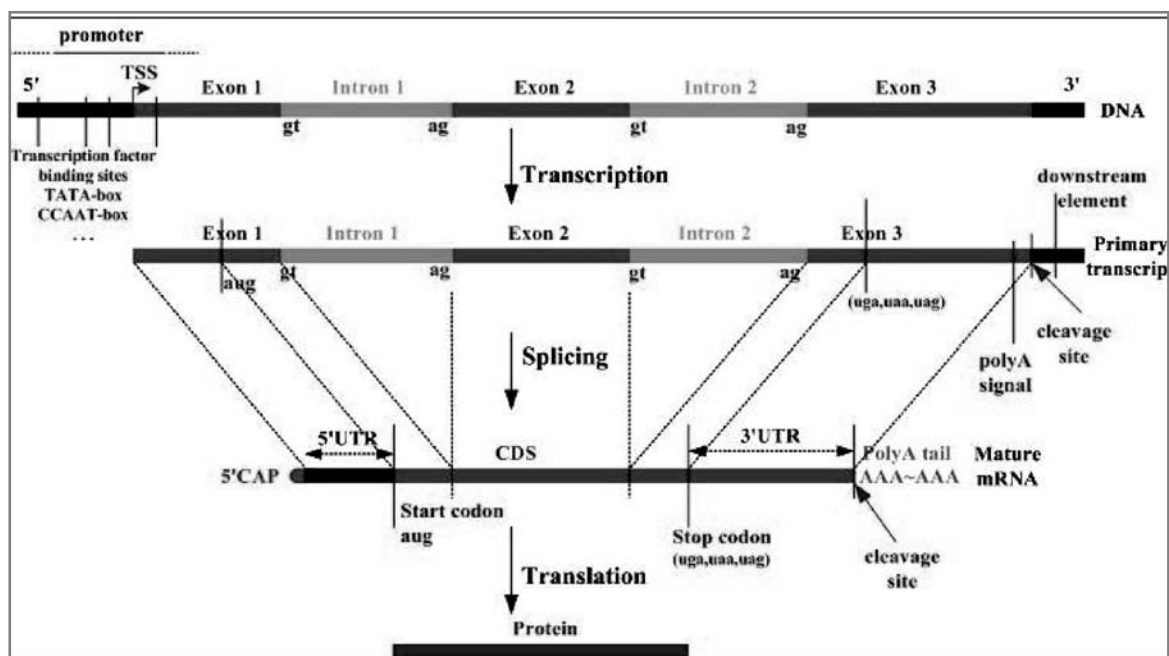 promoter
5' TSS Exon 1 Intron 1 Exon 2 Intron 2 Exon 3 3'
DNA
gt ag gt ag
Transcription factor
binding sites
TATA-box
CCAAT-box
...
Transcription
downstream
element
Exon 1 Intron 1 Exon 2 Intron 2 Exon 3
Primary
transcrip
gt ag gt ag
aug
(uga,uaa,uag)
cleavage
site
polyA
signal
Splicing
5'UTR CDS 3'UTR
5'CAP
PolyA tail
AAA~AAA
Mature
mRNA
Start codon
aug
Stop codon
(uga,uaa,uag)
cleavage
site
Translation
Protein